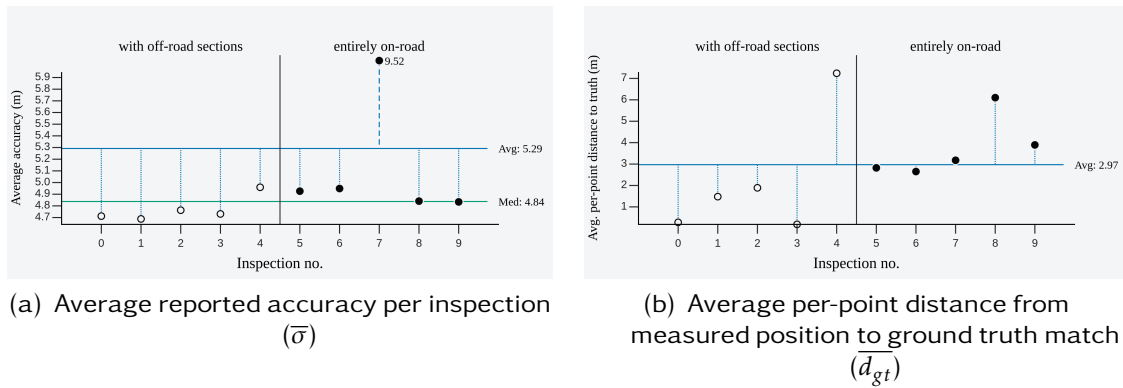 with off-road sections
entirely on-road
9.52
5.9
5.8
5.7
5.6
5.5
5.4
5.3
5.2
5.1
5.0
4.9
4.8
4.7
Average accuracy (m)
Avg: 5.29
Med: 4.84
0 1 2 3 4 5 6 7 8 9
Inspection no.
(a) Average reported accuracy per inspection
(σ̅)
with off-road sections
entirely on-road
7
6
5
4
3
2
1
Avg. per-point distance to truth (m)
Avg: 2.97
0 1 2 3 4 5 6 7 8 9
Inspection no.
(b) Average per-point distance from
measured position to ground truth match
(d̅_gt)